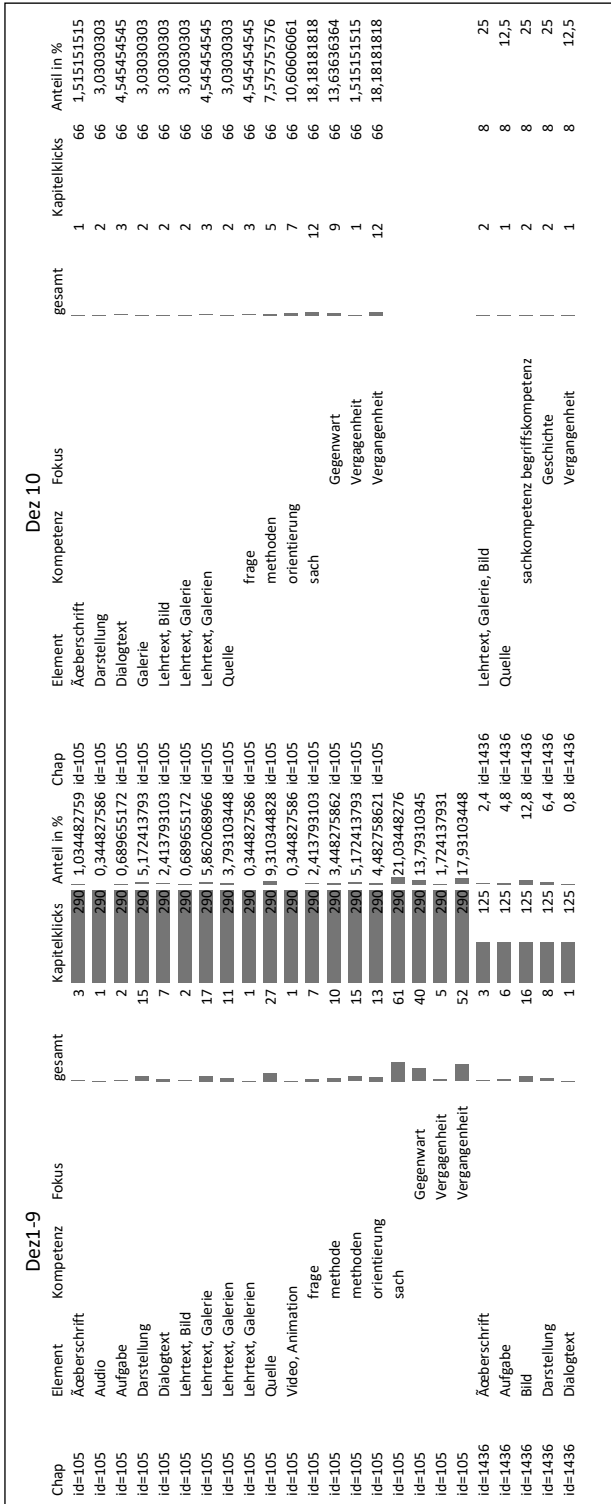 Dez1-9 Dez 10
Chap Element Kompetenz Fokus gesamt Kapitelklicks Anteil in % Chap Element Kompetenz Fokus gesamt Kapitelklicks Anteil in %
id=105 Äœberschrift 3 290 1,034482759 id=105 Äœberschrift 1 66 1,515151515
id=105 Audio 1 290 0,344827586 id=105 Darstellung 2 66 3,03030303
id=105 Aufgabe 2 290 0,689655172 id=105 Dialogtext 3 66 4,545454545
id=105 Darstellung 15 290 5,172413793 id=105 Galerie 2 66 3,03030303
id=105 Dialogtext 7 290 2,413793103 id=105 Lehrtext, Bild 2 66 3,03030303
id=105 Lehrtext, Bild 2 290 0,689655172 id=105 Lehrtext, Galerie 2 66 3,03030303
id=105 Lehrtext, Galerie 17 290 5,862068966 id=105 Lehrtext, Galerien 3 66 4,545454545
id=105 Lehrtext, Galerien 11 290 3,793103448 id=105 Quelle 2 66 3,03030303
id=105 Lehrtext, Galerien 1 290 0,344827586 id=105 frage 3 66 4,545454545
id=105 Quelle 27 290 9,310344828 id=105 methoden 5 66 7,575757576
id=105 Video, Animation 1 290 0,344827586 id=105 orientierung 7 66 10,60606061
id=105 frage 7 290 2,413793103 id=105 sach 12 66 18,18181818
id=105 methode 10 290 3,448275862 id=105 Gegenwart 9 66 13,63636364
id=105 methoden 15 290 5,172413793 id=105 Vergagenheit 1 66 1,515151515
id=105 orientierung 13 290 4,482758621 id=105 Vergangenheit 12 66 18,18181818
id=105 sach 61 290 21,03448276
id=105 Gegenwart 40 290 13,79310345
id=105 Vergagenheit 5 290 1,724137931
id=105 Vergangenheit 52 290 17,93103448
id=1436 Äœberschrift 3 125 2,4 id=1436 Lehrtext, Galerie, Bild 2 8 25
id=1436 Aufgabe 6 125 4,8 id=1436 Quelle 1 8 12,5
id=1436 Bild 16 125 12,8 id=1436 sachkompetenz begriffskompetenz 2 8 25
id=1436 Darstellung 8 125 6,4 id=1436 Geschichte 2 8 25
id=1436 Dialogtext 1 125 0,8 id=1436 Vergangenheit 1 8 12,5